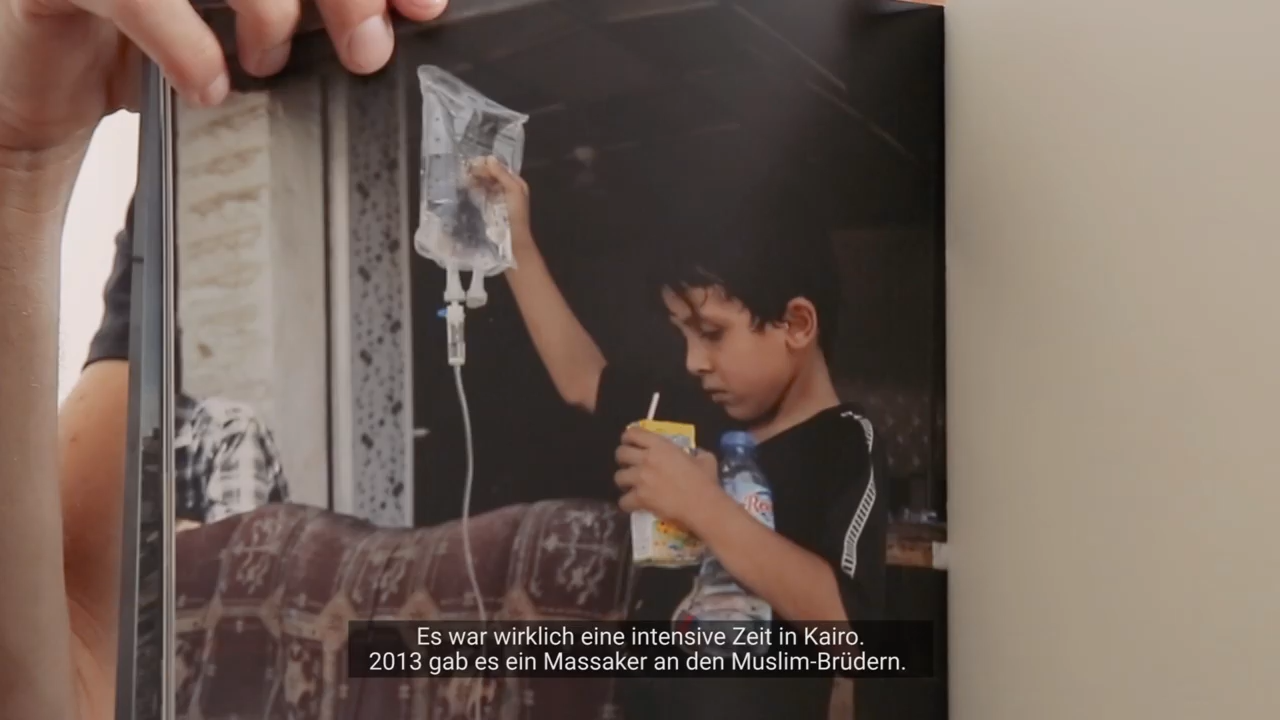 Es war wirklich eine intensive Zeit in Kairo.
2013 gab es ein Massaker an den Muslim-Brüdern.